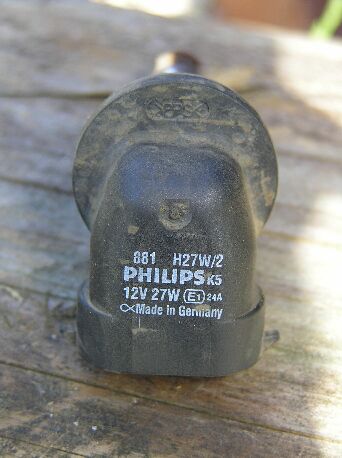 881 H27W/2
PHILIPS K5
12V 27W E1 24A
Made in Germany